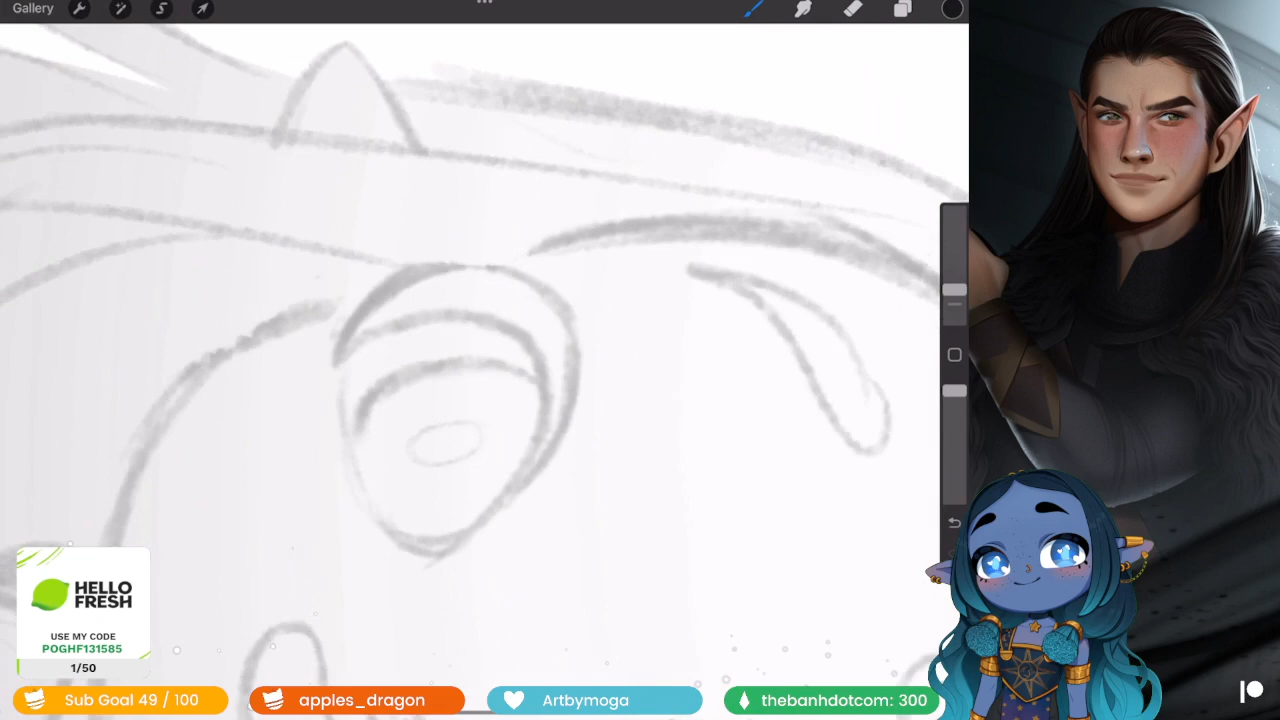 Gallery
HELLO
FRESH
USE MY CODE
POGHF131585
1/50
Sub Goal 49 / 100
apples_dragon
Artbymoga
thebanhdotcom: 300